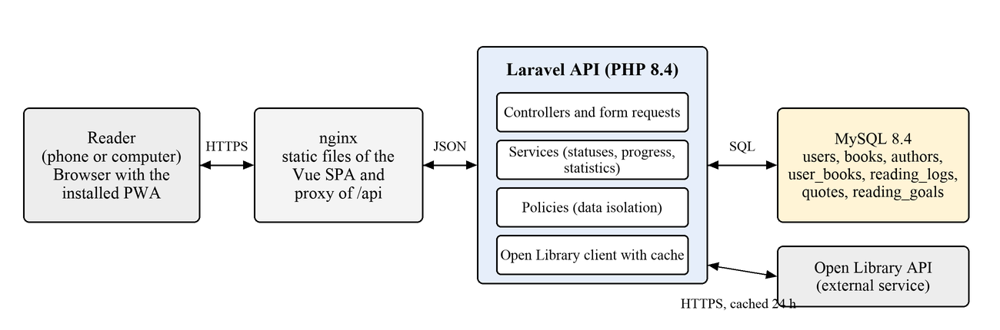 Reader
(phone or computer)
Browser with the
installed PWA
HTTPS
nginx
static files of the
Vue SPA and
proxy of /api
JSON
Laravel API (PHP 8.4)
Controllers and form requests
Services (statuses, progress,
statistics)
Policies (data isolation)
Open Library client with cache
SQL
MySQL 8.4
users, books, authors,
user_books, reading_logs,
quotes, reading_goals
Open Library API
(external service)
HTTPS, cached 24 h